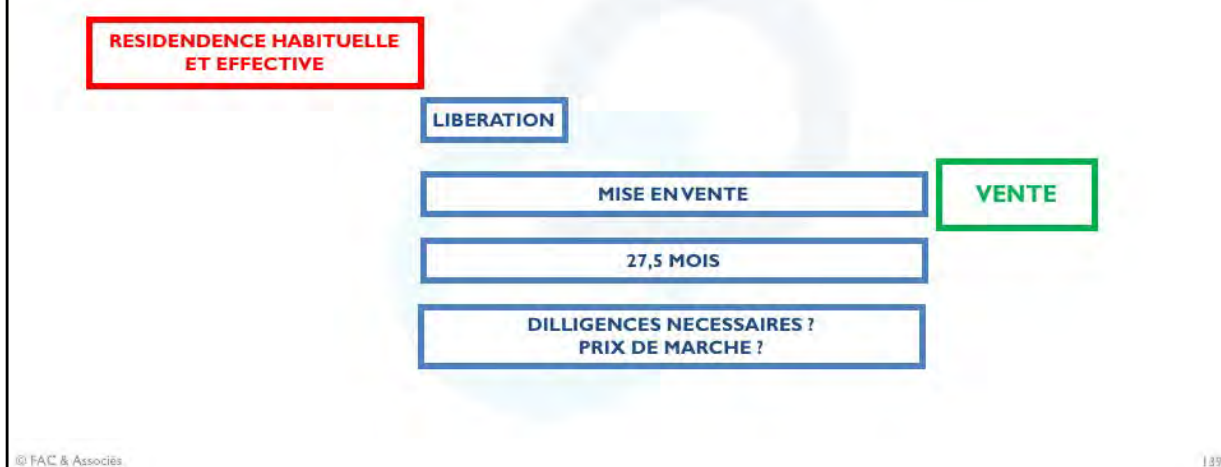 RESIDENDENCE HABITUELLE
ET EFFECTIVE
LIBERATION
MISE EN VENTE
VENTE
27,5 MOIS
DILLIGENCES NECESSAIRES ?
PRIX DE MARCHE ?
© FAC & Associés
139